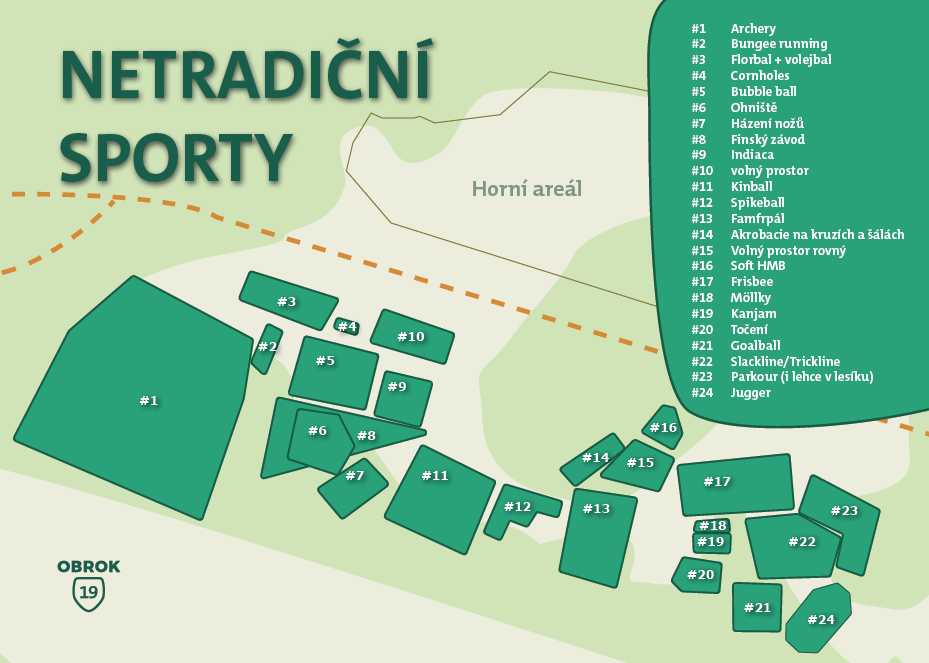 NETRADIČNÍ
SPORTY
#1 Archery
#2 Bungee running
#3 Florbal + volejbal
#4 Cornholes
#5 Bubble ball
#6 Ohniště
#7 Házení nožů
#8 Finský závod
#9 Indiaca
#10 volný prostor
#11 Kinball
#12 Spikeball
#13 Famfrpál
#14 Akrobacie na kruzích a šálách
#15 Volný prostor rovný
#16 Soft HMB
#17 Frisbee
#18 Möllky
#19 Kanjam
#20 Točení
#21 Goalball
#22 Slackline/Trickline
#23 Parkour (i lehce v lesíku)
#24 Jugger
Horní areál
#3
#4
#10
#2
#5
#9
#1
#6
#8
#16
#7
#11
#14
#15
#17
#12
#13
#23
#18
#19
#22
#20
#21
#24
OBROK
19